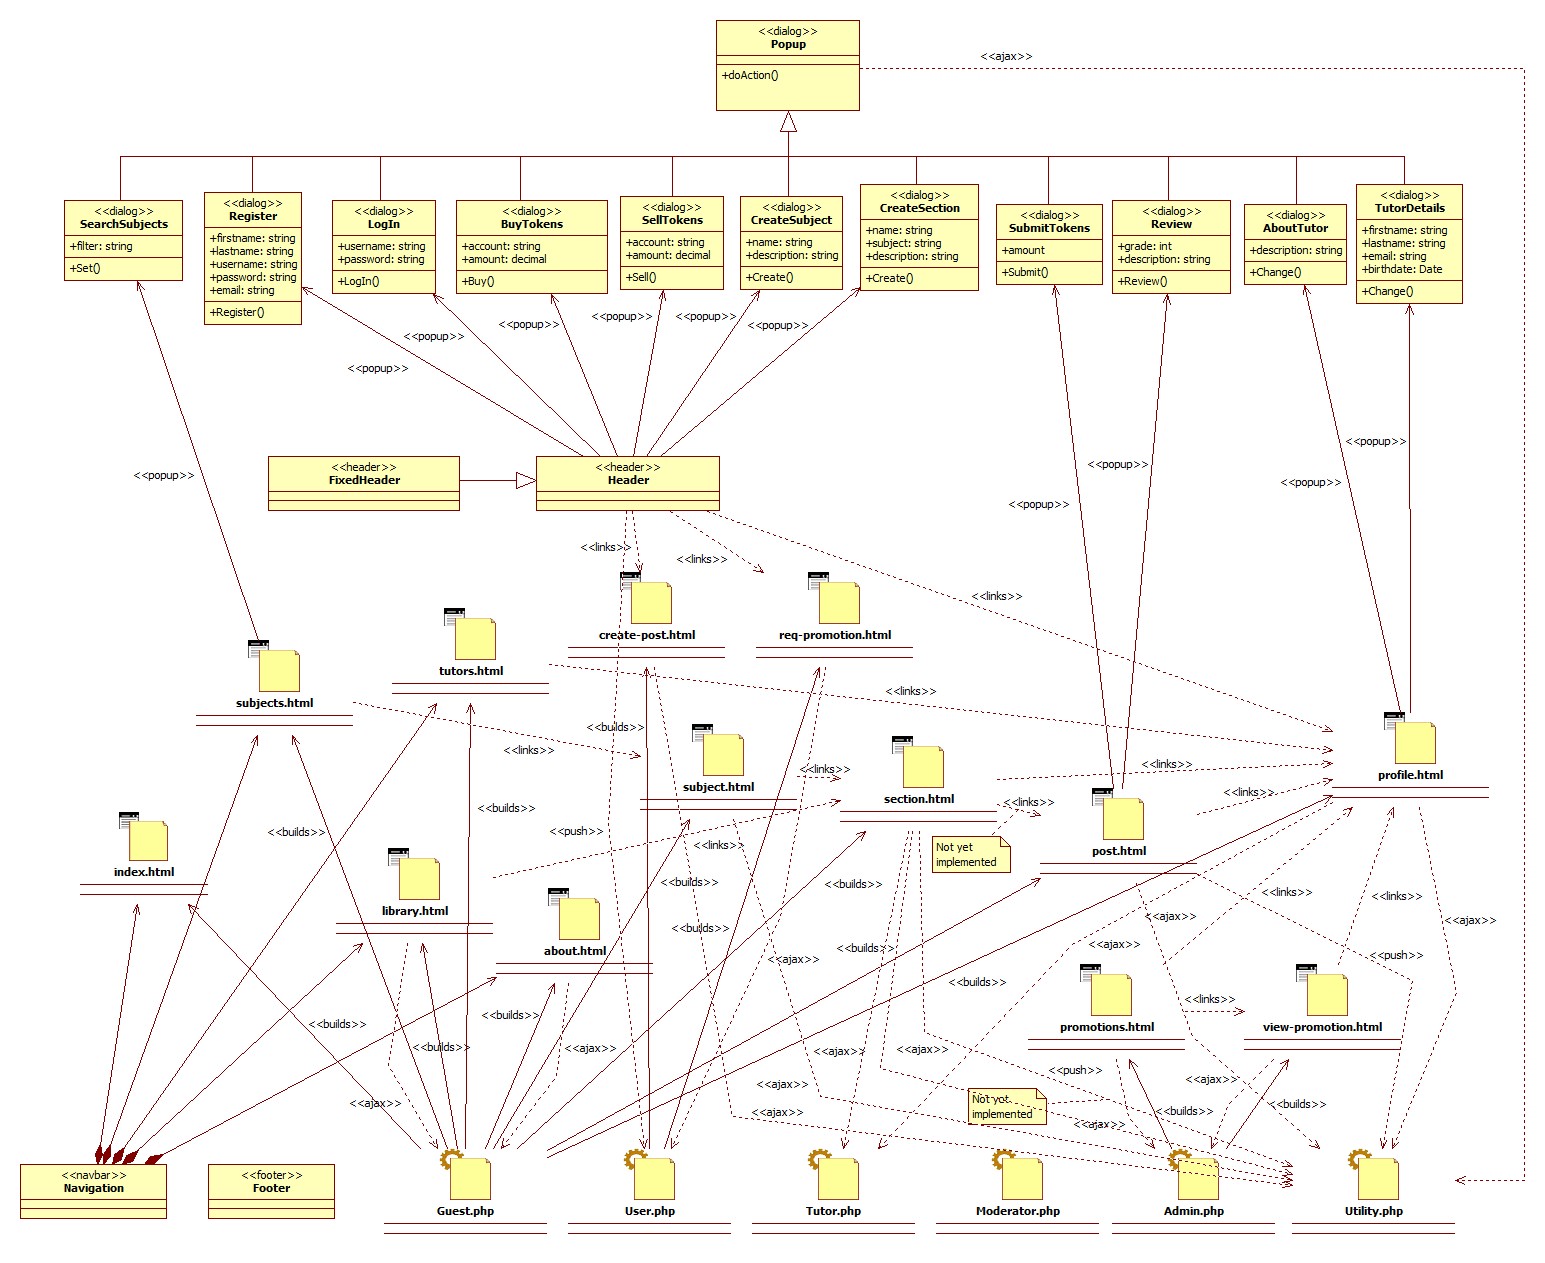 <<dialog>>
Popup
+doAction()
<<ajax>>
<<dialog>>
SearchSubjects
+filter: string
+Set()
<<dialog>>
Register
+firstname: string
+lastname: string
+username: string
+password: string
+email: string
+Register()
<<dialog>>
LogIn
+username: string
+password: string
+LogIn()
<<dialog>>
BuyTokens
+account: string
+amount: decimal
+Buy()
<<dialog>>
SellTokens
+account: string
+amount: decimal
+Sell()
<<dialog>>
CreateSubject
+name: string
+description: string
+Create()
<<dialog>>
CreateSection
+name: string
+subject: string
+description: string
+Create()
<<dialog>>
SubmitTokens
+amount
+Submit()
<<dialog>>
Review
+grade: int
+description: string
+Review()
<<dialog>>
AboutTutor
+description: string
+Change()
<<dialog>>
TutorDetails
+firstname: string
+lastname: string
+email: string
+birthdate: Date
+Change()
<<popup>>
<<popup>>
<<popup>>
<<popup>>
<<popup>>
<<popup>>
<<popup>>
<<popup>>
<<popup>>
<<popup>>
<<popup>>
<<header>>
FixedHeader
<<header>>
Header
<<links>>
<<links>>
<<links>>
create-post.html
req-promotion.html
tutors.html
subjects.html
<<links>>
<<builds>>
<<links>>
<<links>>
<<links>>
subject.html
section.html
profile.html
<<builds>>
<<links>>
<<links>>
<<builds>>
<<push>>
<<links>>
Not yet
implemented
post.html
index.html
library.html
<<builds>>
<<builds>>
<<links>>
<<links>>
about.html
<<ajax>>
<<ajax>>
<<builds>>
<<ajax>>
<<builds>>
<<push>>
<<ajax>>
<<builds>>
<<links>>
<<builds>>
<<builds>>
promotions.html
view-promotion.html
<<builds>>
<<ajax>>
<<ajax>>
<<ajax>>
<<push>>
<<ajax>>
<<ajax>>
<<ajax>>
<<ajax>>
Not yet
implemented
<<builds>>
<<builds>>
<<ajax>>
<<navbar>>
Navigation
<<footer>>
Footer
Guest.php
User.php
Tutor.php
Moderator.php
Admin.php
Utility.php